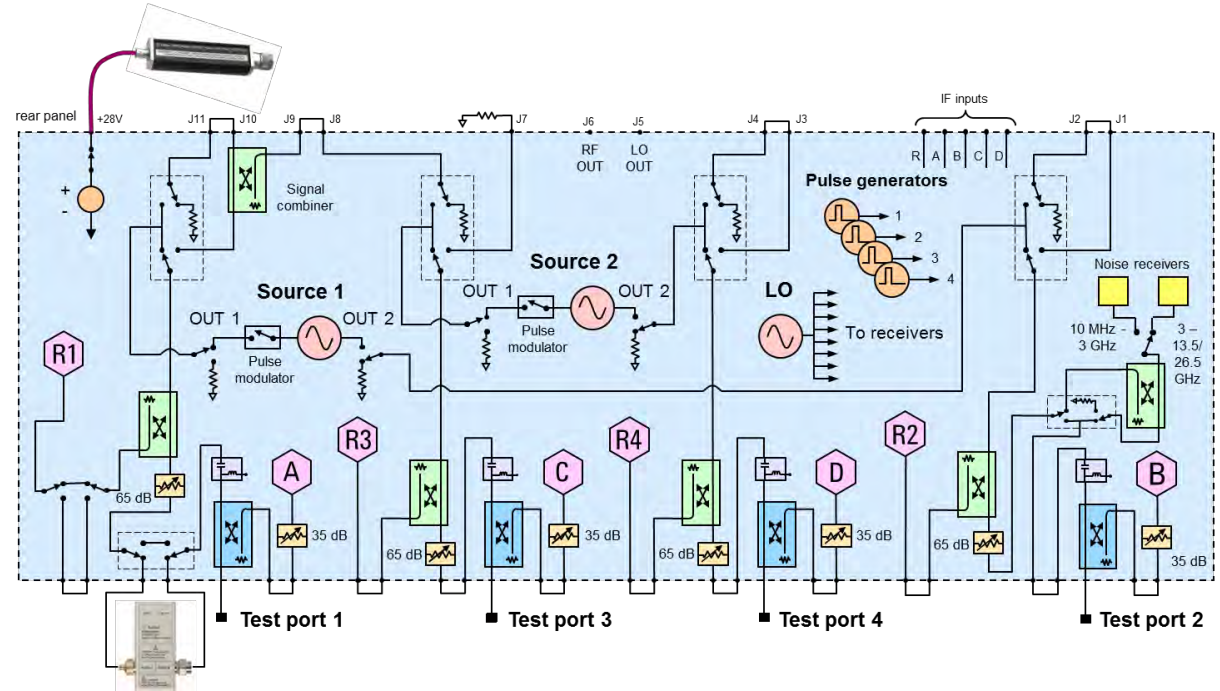 rear panel
+28V
J11
J10
J9
J8
J7
J6
J5
J4
J3
IF inputs
J2
J1
RF
OUT
LO
OUT
R
A
B
C
D
Signal
combiner
Pulse generators
1
2
3
4
Source 1
OUT 1
OUT 2
Pulse
modulator
Source 2
OUT 1
OUT 2
Pulse
modulator
LO
To receivers
Noise receivers
10 MHz -
3 GHz
3 –
13.5/
26.5
GHz
R1
R3
R4
R2
A
C
D
B
65 dB
35 dB
65 dB
35 dB
65 dB
35 dB
65 dB
35 dB
Test port 1
Test port 3
Test port 4
Test port 2